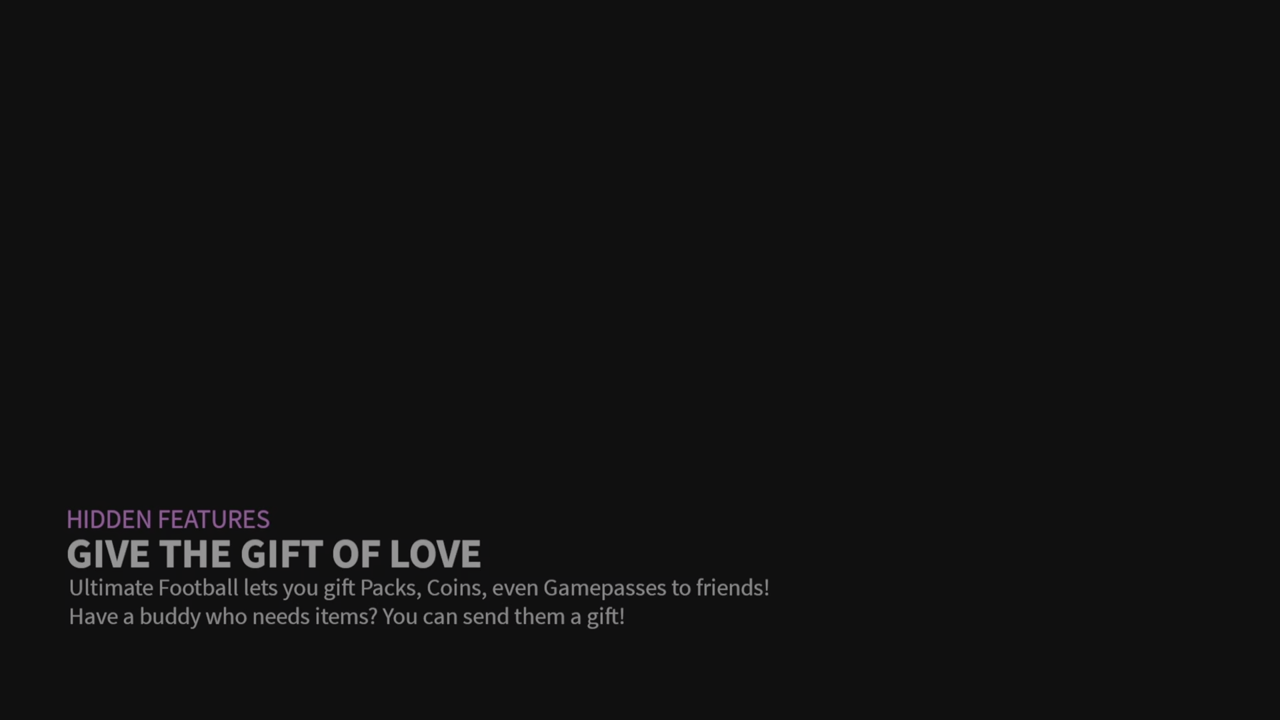 HIDDEN FEATURES
GIVE THE GIFT OF LOVE
Ultimate Football lets you gift Packs, Coins, even Gamepasses to friends!
Have a buddy who needs items? You can send them a gift!